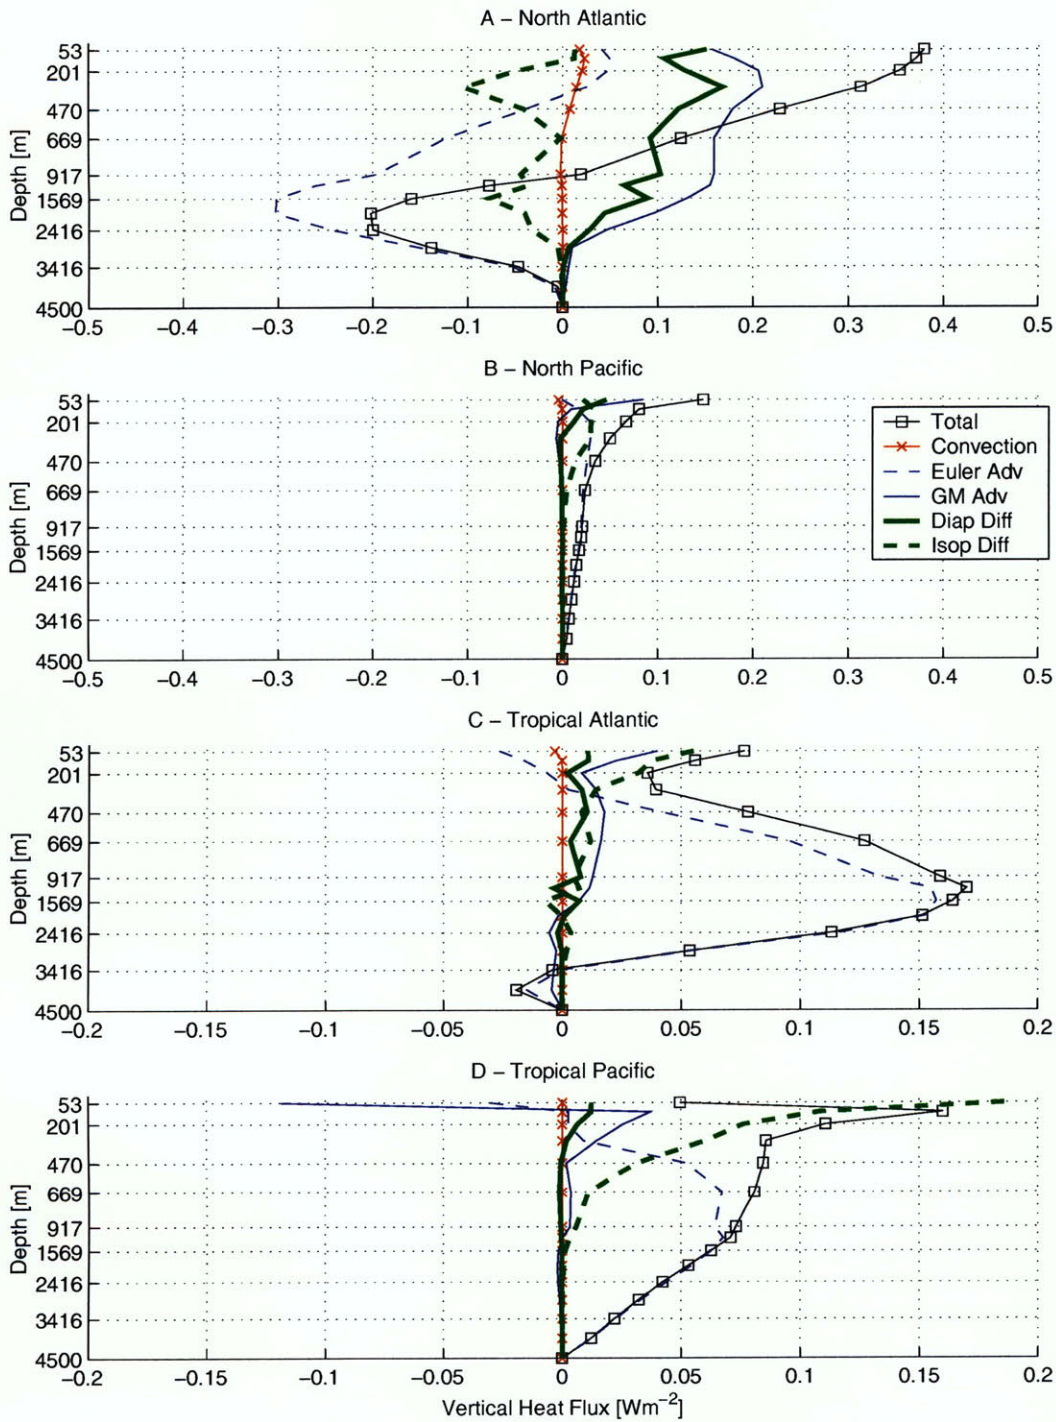 A – North Atlantic
Depth [m]
53
201
470
669
917
1569
2416
3416
4500
−0.5 −0.4 −0.3 −0.2 −0.1 0 0.1 0.2 0.3 0.4 0.5
B – North Pacific
Depth [m]
53
201
470
669
917
1569
2416
3416
4500
Total
Convection
Euler Adv
GM Adv
Diap Diff
Isop Diff
−0.5 −0.4 −0.3 −0.2 −0.1 0 0.1 0.2 0.3 0.4 0.5
C – Tropical Atlantic
Depth [m]
53
201
470
669
917
1569
2416
3416
4500
−0.2 −0.15 −0.1 −0.05 0 0.05 0.1 0.15 0.2
D – Tropical Pacific
Depth [m]
53
201
470
669
917
1569
2416
3416
4500
−0.2 −0.15 −0.1 −0.05 0 0.05 0.1 0.15 0.2
Vertical Heat Flux [Wm⁻²]